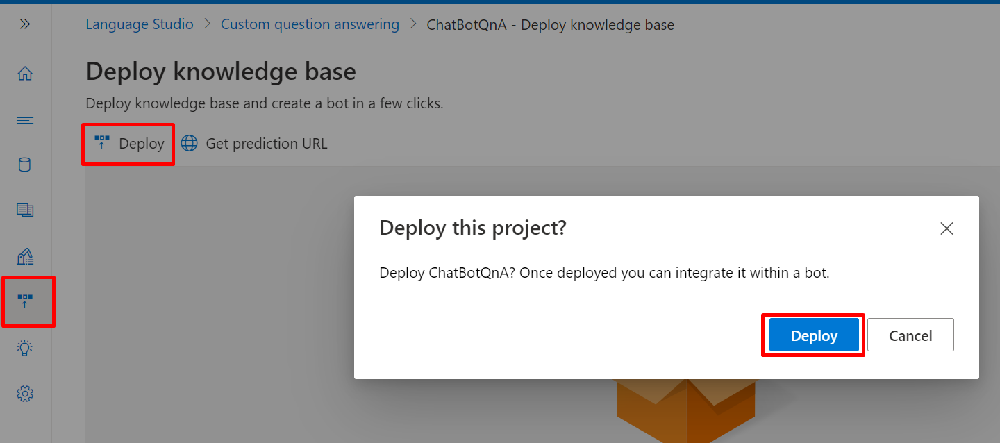 Language Studio > Custom question answering > ChatBotQnA - Deploy knowledge base
Deploy knowledge base
Deploy knowledge base and create a bot in a few clicks.
Deploy Get prediction URL
Deploy this project?
Deploy ChatBotQnA? Once deployed you can integrate it within a bot.
Deploy Cancel